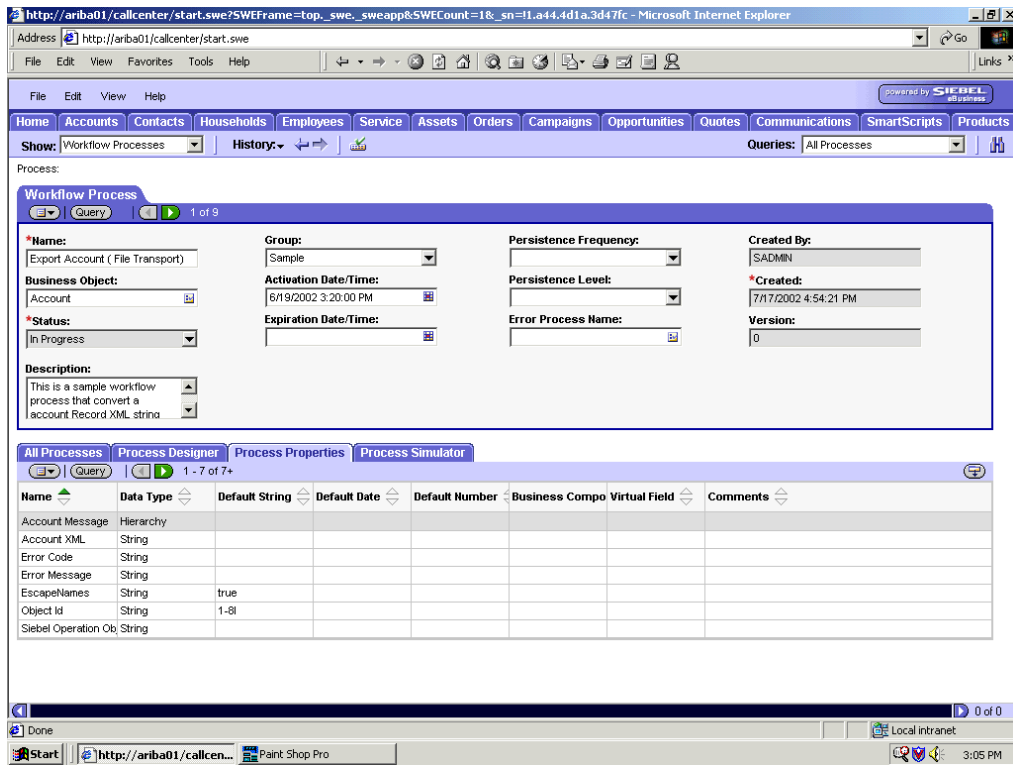 http://ariba01/callcenter/start.swe?SWEFrame=top._swe._sweapp&SWECount=1&_sn=!1.a44.4d1a.3d47fc - Microsoft Internet Explorer
Address http://ariba01/callcenter/start.swe Go
File Edit View Favorites Tools Help Links »
File Edit View Help powered by SIEBEL eBusiness
Home Accounts Contacts Households Employees Service Assets Orders Campaigns Opportunities Quotes Communications SmartScripts Products
Show: Workflow Processes History: Queries: All Processes
Process:
Workflow Process
Query 1 of 9
*Name: Group: Persistence Frequency: Created By:
Export Account ( File Transport) Sample SADMIN
Business Object: Activation Date/Time: Persistence Level: *Created:
Account 6/19/2002 3:20:00 PM 7/17/2002 4:54:21 PM
*Status: Expiration Date/Time: Error Process Name: Version:
In Progress 0
Description:
This is a sample workflow
process that convert a
account Record XML string
All Processes Process Designer Process Properties Process Simulator
Query 1 - 7 of 7+
Name Data Type Default String Default Date Default Number Business Compo Virtual Field Comments
Account Message Hierarchy
Account XML String
Error Code String
Error Message String
EscapeNames String true
Object Id String 1-8I
Siebel Operation Ob String
0 of 0
Done Local intranet
Start http://ariba01/callcen... Paint Shop Pro 3:05 PM